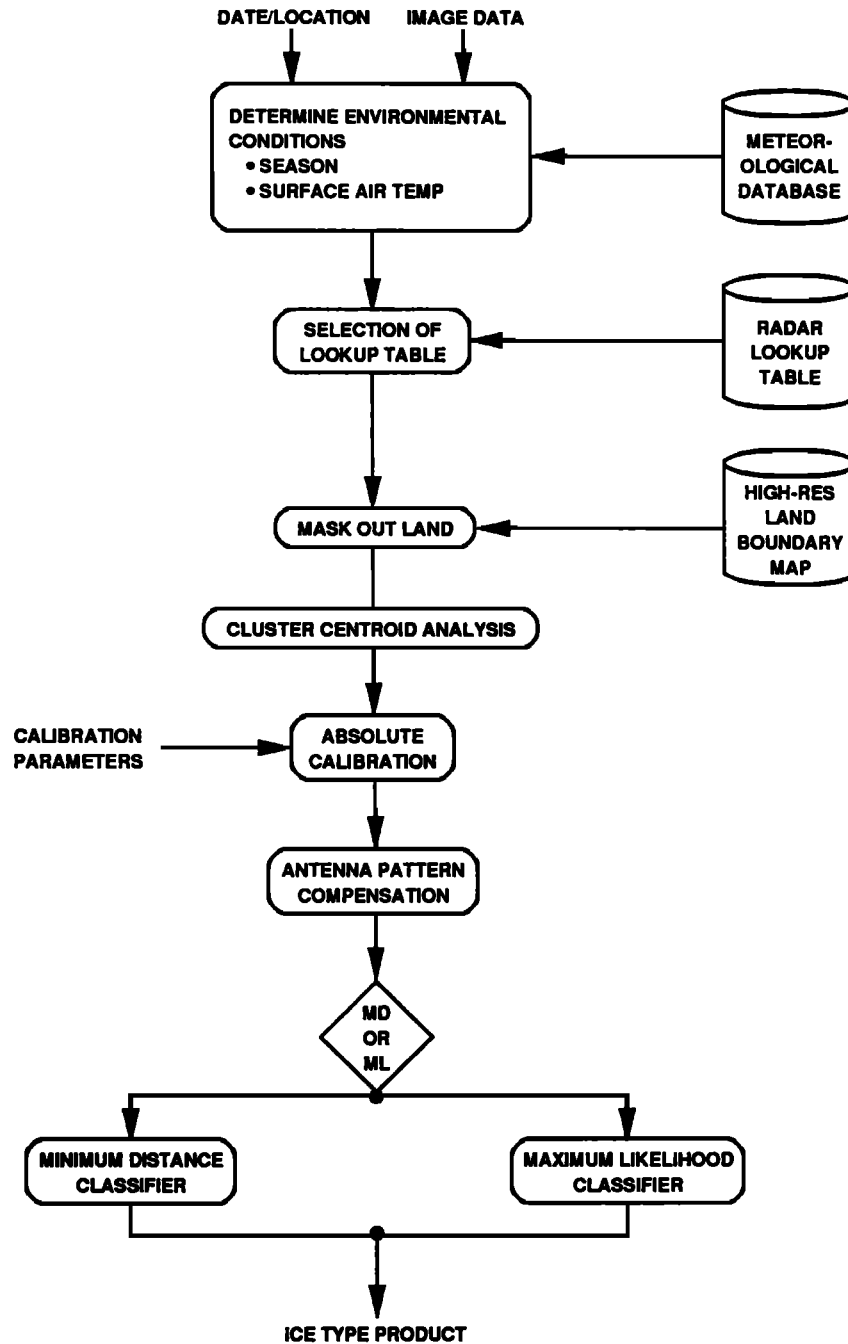 DATE/LOCATION
IMAGE DATA
DETERMINE ENVIRONMENTAL
CONDITIONS
• SEASON
• SURFACE AIR TEMP
METEOR-
OLOGICAL
DATABASE
SELECTION OF
LOOKUP TABLE
RADAR
LOOKUP
TABLE
MASK OUT LAND
HIGH-RES
LAND
BOUNDARY
MAP
CLUSTER CENTROID ANALYSIS
CALIBRATION
PARAMETERS
ABSOLUTE
CALIBRATION
ANTENNA PATTERN
COMPENSATION
MD
OR
ML
MINIMUM DISTANCE
CLASSIFIER
MAXIMUM LIKELIHOOD
CLASSIFIER
ICE TYPE PRODUCT